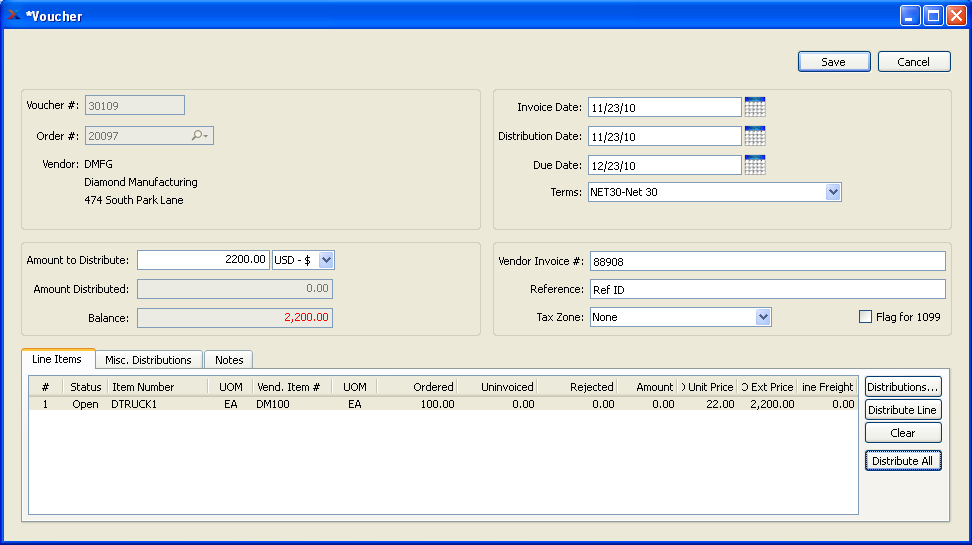 *Voucher
Save
Cancel
Voucher #: 30109
Order #: 20097
Vendor: DMFG
Diamond Manufacturing
474 South Park Lane
Invoice Date: 11/23/10
Distribution Date: 11/23/10
Due Date: 12/23/10
Terms: NET30-Net 30
Amount to Distribute: 2200.00 USD - $
Amount Distributed: 0.00
Balance: 2,200.00
Vendor Invoice #: 88908
Reference: Ref ID
Tax Zone: None
Flag for 1099
Line Items
Misc. Distributions
Notes
# Status Item Number UOM Vend. Item # UOM Ordered Uninvoiced Rejected Amount Unit Price Ext Price ine Freight
1 Open DTRUCK1 EA DM100 EA 100.00 0.00 0.00 0.00 22.00 2,200.00 0.00
Distributions...
Distribute Line
Clear
Distribute All